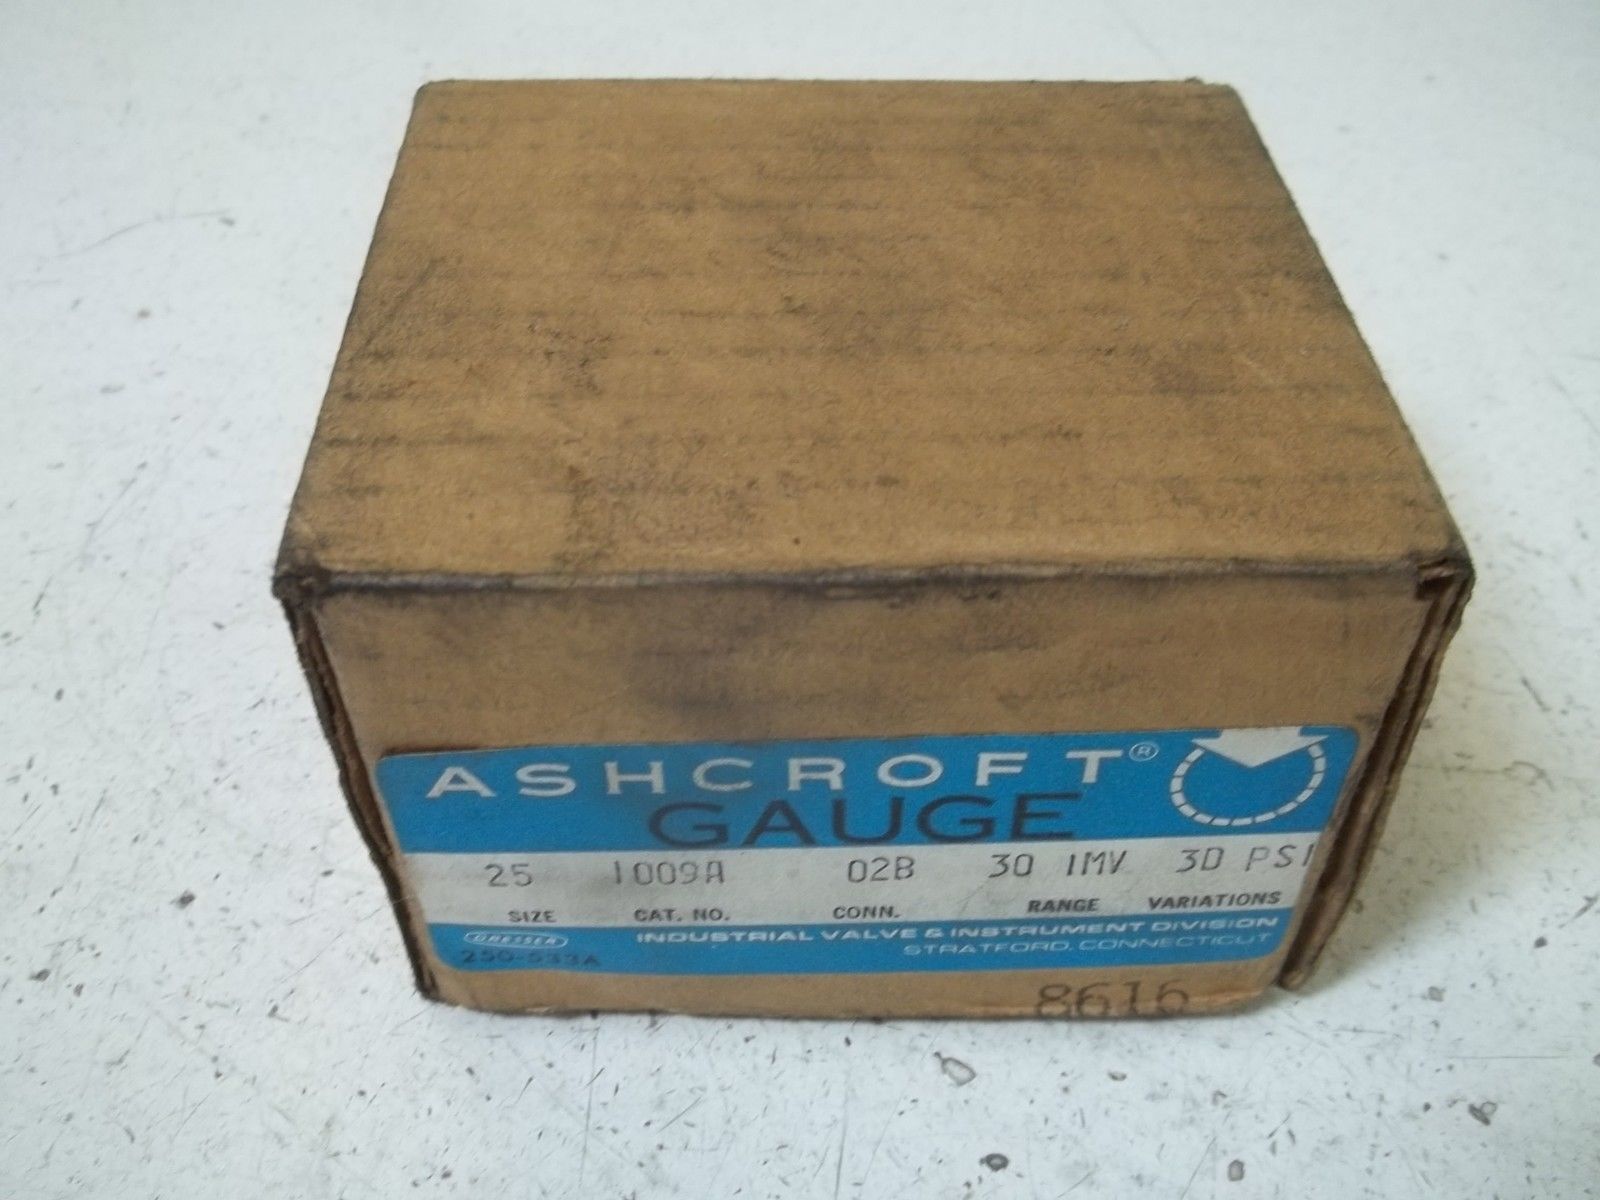 ASHCROFT®
GAUGE
25 1009A 02B 30 IMV 30 PSI
SIZE CAT. NO. CONN. RANGE VARIATIONS
DRESSER INDUSTRIAL VALVE & INSTRUMENT DIVISION
250-533A STRATFORD, CONNECTICUT
8616